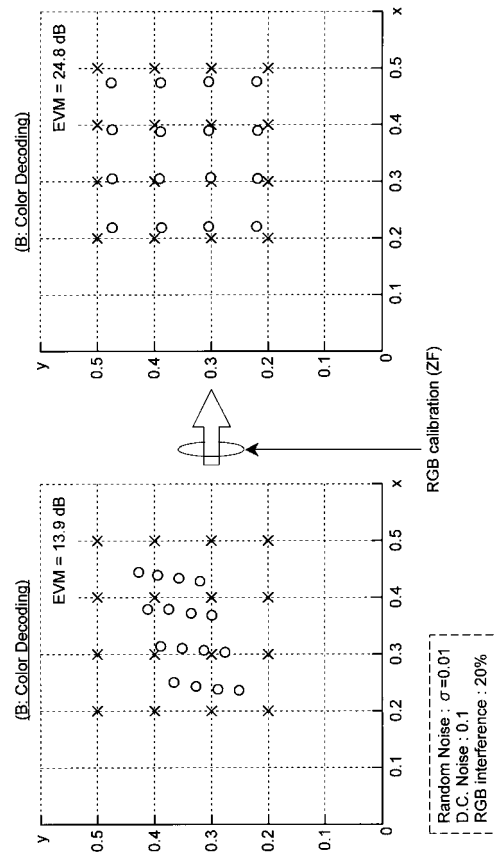 (B: Color Decoding)
EVM = 13.9 dB
y
0.5
0.4
0.3
0.2
0.1
0
0.1
0.2
0.3
0.4
0.5
x
(B: Color Decoding)
EVM = 24.8 dB
y
0.5
0.4
0.3
0.2
0.1
0
0.1
0.2
0.3
0.4
0.5
x
RGB calibration (ZF)
Random Noise : σ=0.01
D.C. Noise : 0.1
RGB interference : 20%